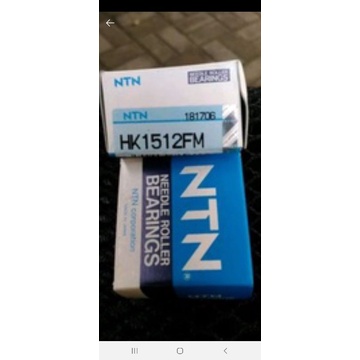 NTN
NEEDLE ROLLER
BEARINGS
NTN
181706
HK1512FM
NTN
NEEDLE ROLLER
BEARINGS
NTN corporation